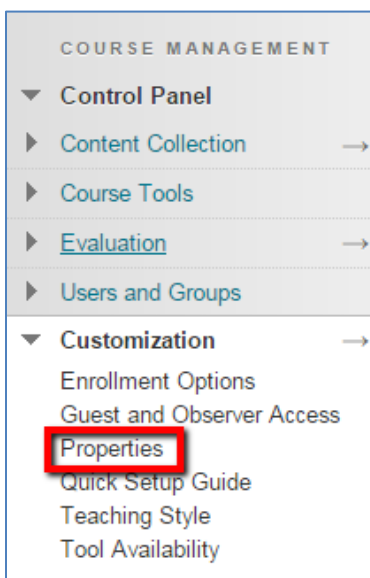 COURSE MANAGEMENT
Control Panel
Content Collection
Course Tools
Evaluation
Users and Groups
Customization
Enrollment Options
Guest and Observer Access
Properties
Quick Setup Guide
Teaching Style
Tool Availability